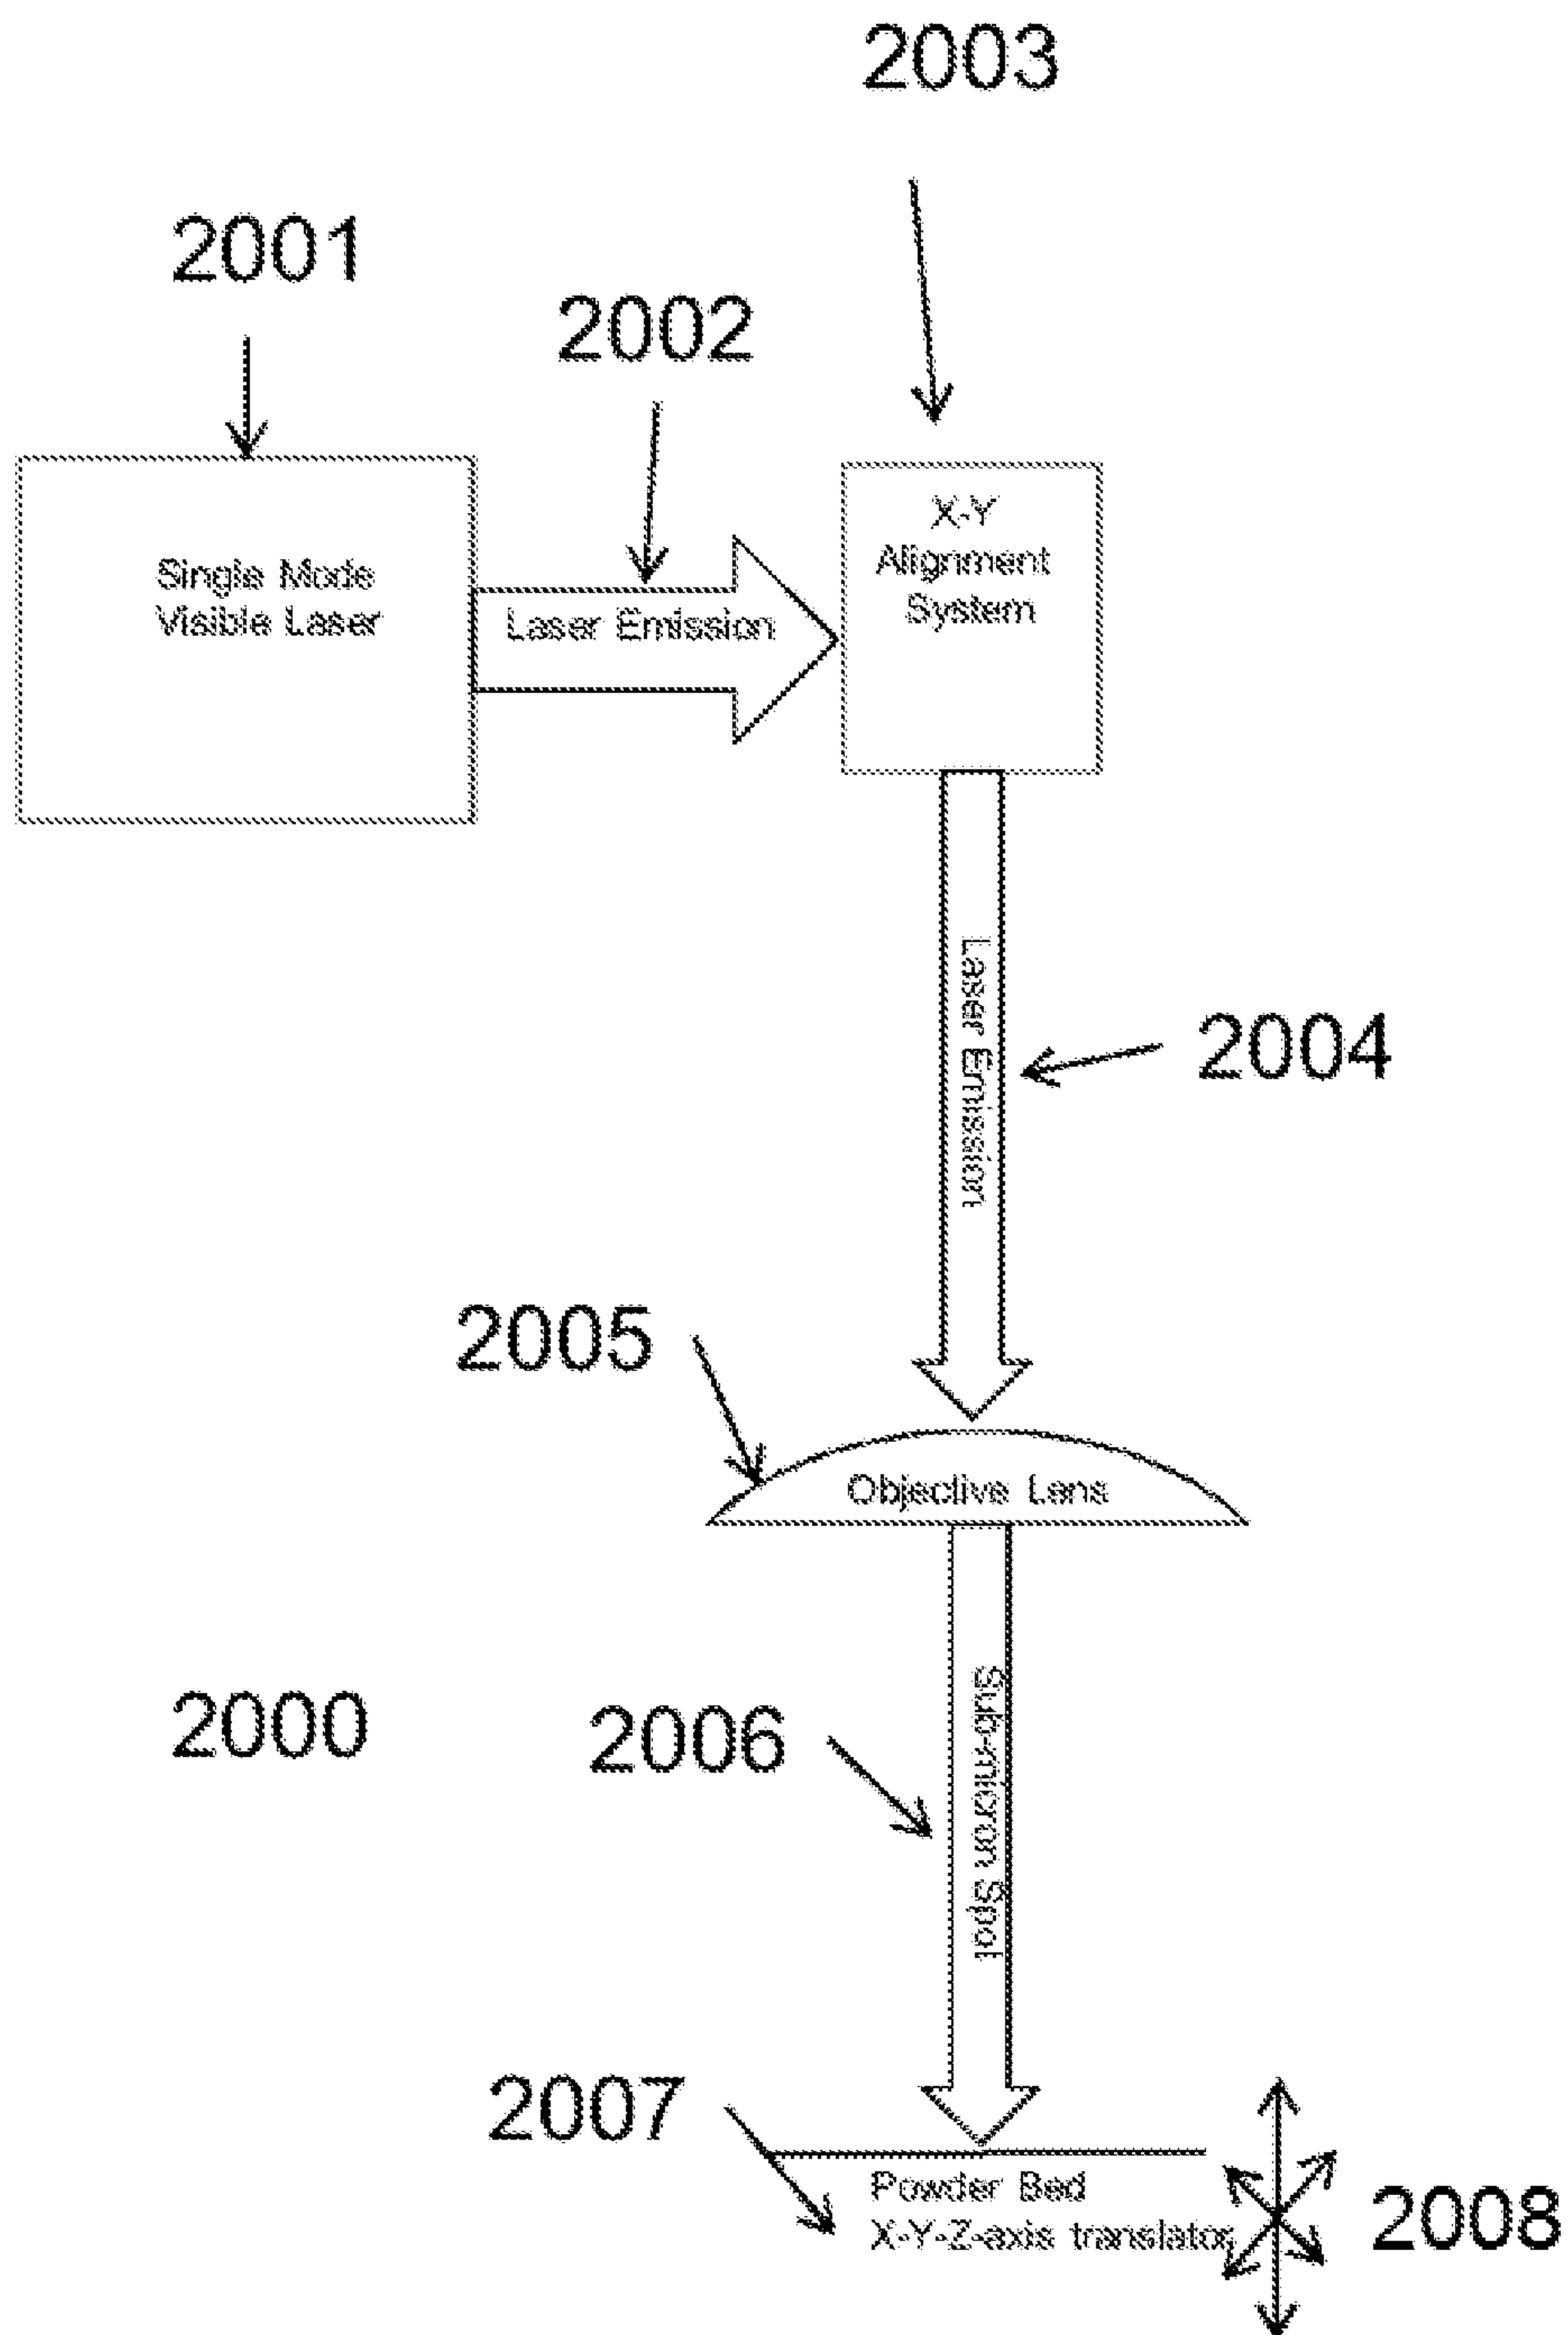 2003
2001
2002
Single Mode
Visible Laser
Laser Emission
X-Y
Alignment
System
Laser Emission
2004
2005
Objective Lens
2000
2006
Sub-micron Spot
2007
Powder Bed
X-Y-Z-axis translator
2008